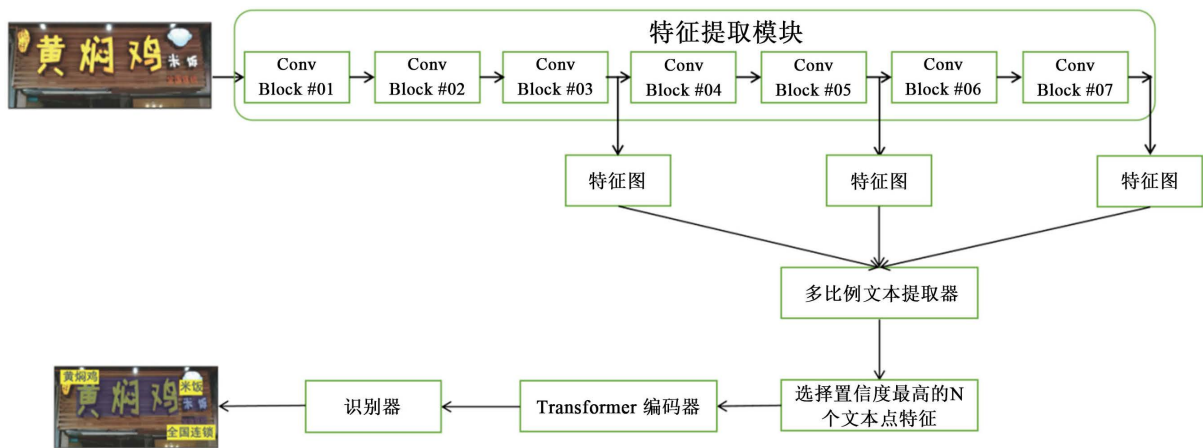 特征提取模块
黄焖鸡
米饭
Conv
Block #01
Conv
Block #02
Conv
Block #03
Conv
Block #04
Conv
Block #05
Conv
Block #06
Conv
Block #07
特征图
特征图
特征图
多比例文本提取器
选择置信度最高的N
个文本点特征
Transformer 编码器
识别器
黄焖鸡
黄焖鸡
米饭
全国连锁